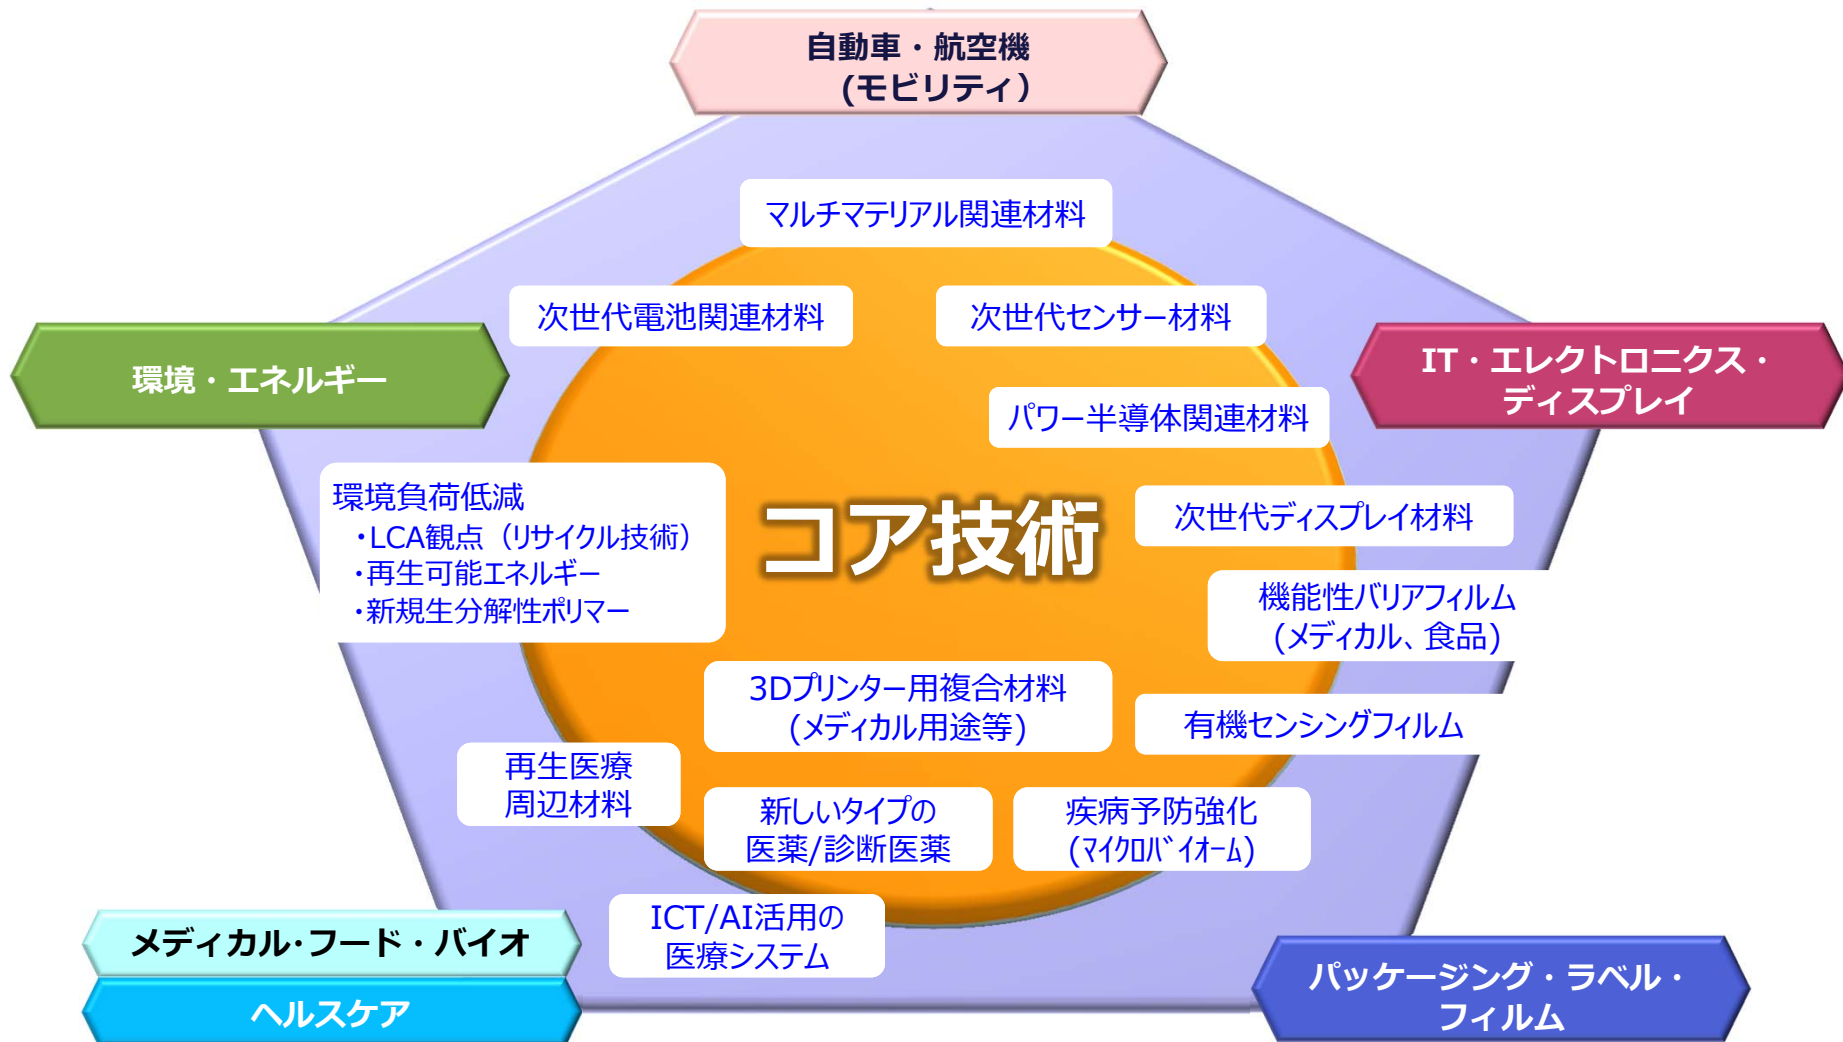 自動車・航空機
(モビリティ）
マルチマテリアル関連材料
次世代電池関連材料
次世代センサー材料
環境・エネルギー
IT・エレクトロニクス・
ディスプレイ
パワー半導体関連材料
環境負荷低減
・LCA観点（リサイクル技術）
・再生可能エネルギー
・新規生分解性ポリマー
コア技術
次世代ディスプレイ材料
機能性バリアフィルム
(メディカル、食品)
3Dプリンター用複合材料
(メディカル用途等)
有機センシングフィルム
再生医療
周辺材料
新しいタイプの
医薬/診断医薬
疾病予防強化
(ﾏｲｸﾛﾊﾞｲｵｰﾑ)
ICT/AI活用の
医療システム
メディカル・フード・バイオ
ヘルスケア
パッケージング・ラベル・
フィルム